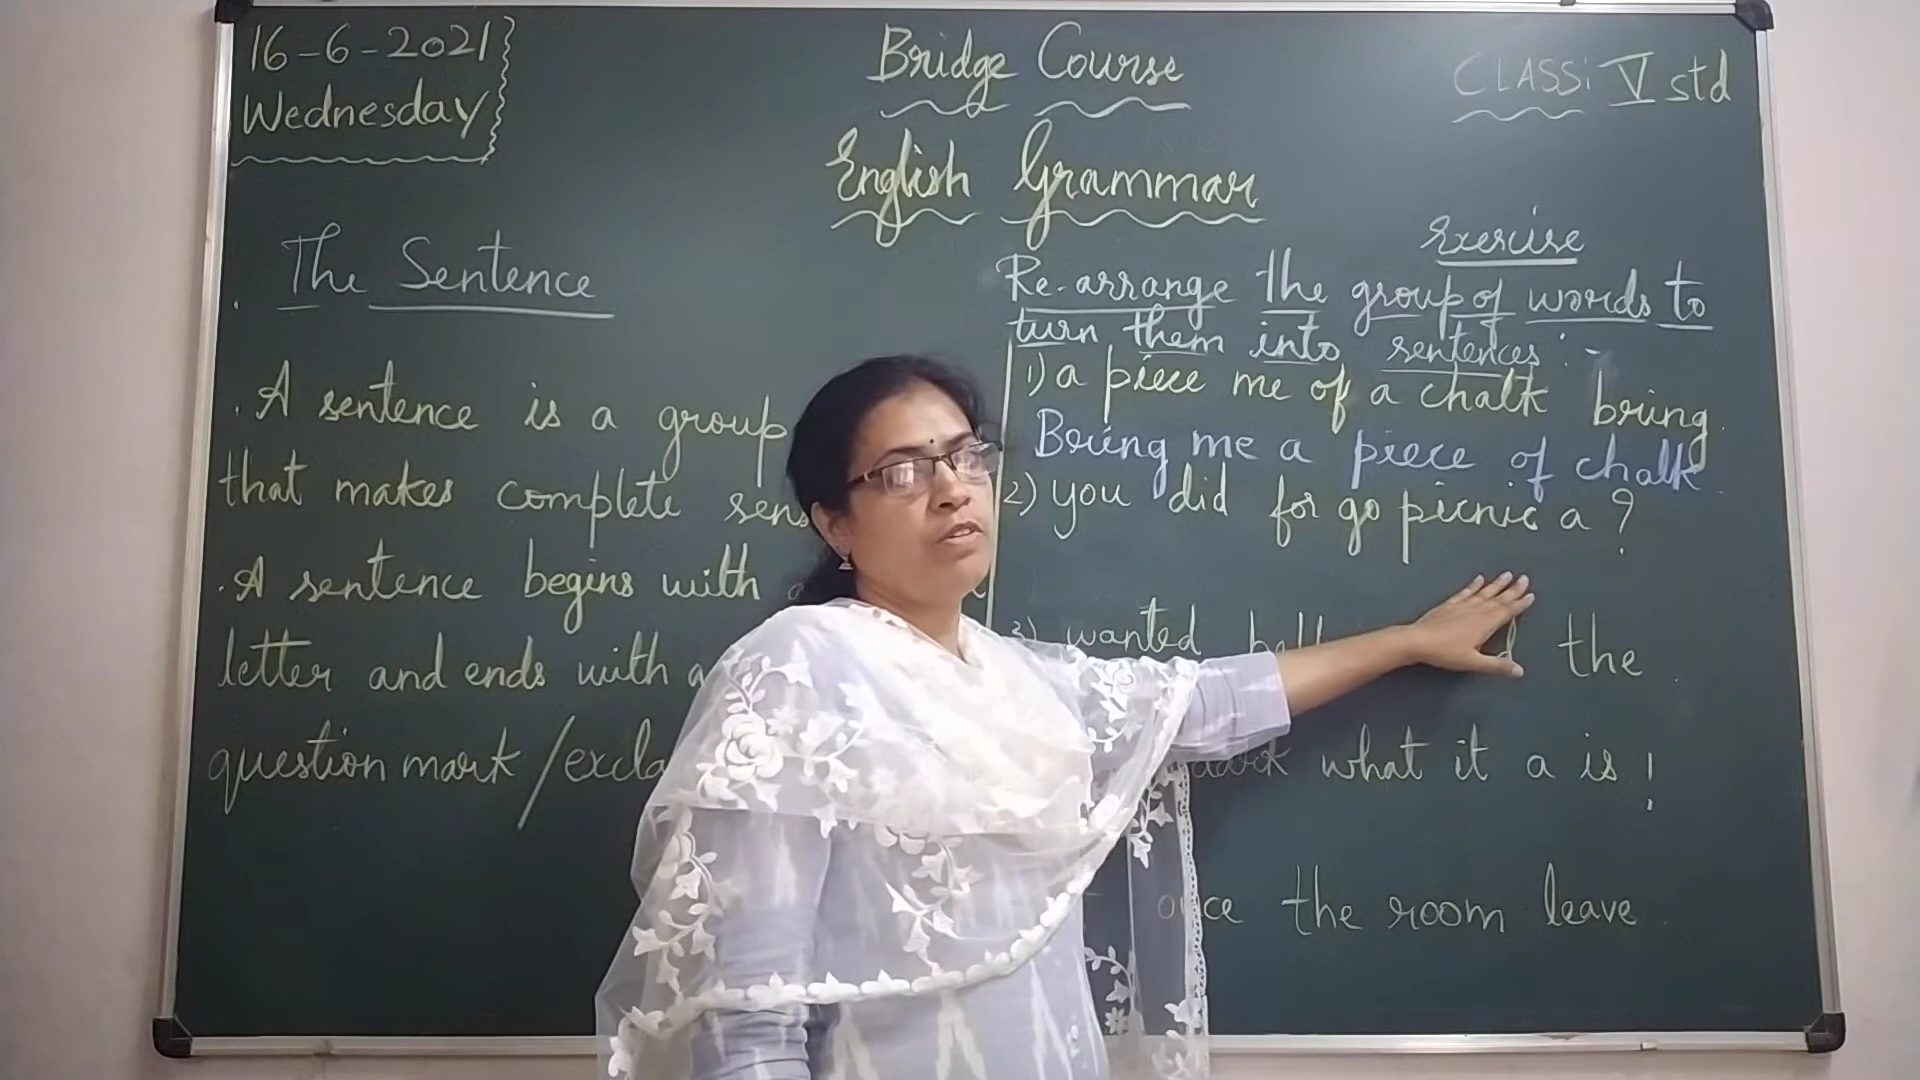 16-6-2021
Wednesday
Bridge Course
English Grammar
CLASS: V std
The Sentence
. A sentence is a group
that makes complete
. A sentence begins with
letter and ends with a
question mark /
Exercise
Re-arrange the group of words to
turn them into sentences:-
1) a piece me of a chalk bring.
Bring me a piece of chalk.
2) you did for go picnic a ?
3) wanted the .
what it a is !
the room leave .